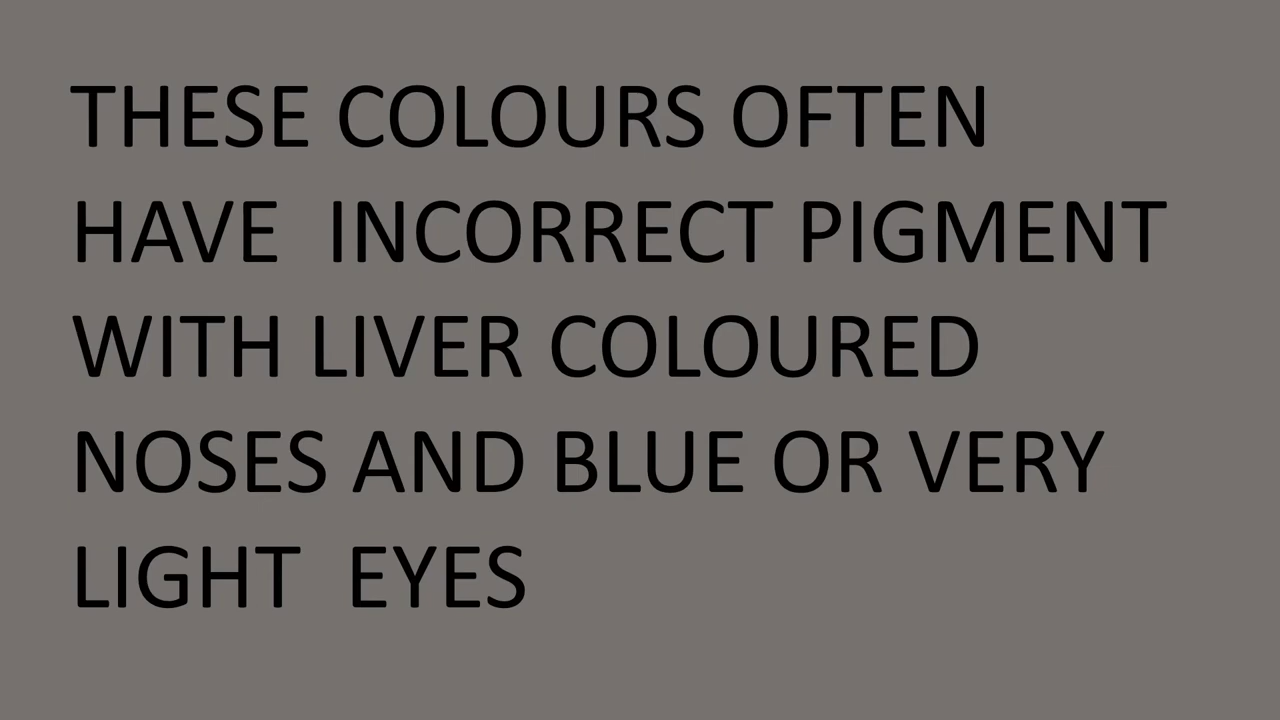 THESE COLOURS OFTEN
HAVE  INCORRECT PIGMENT
WITH LIVER COLOURED
NOSES AND BLUE OR VERY
LIGHT  EYES